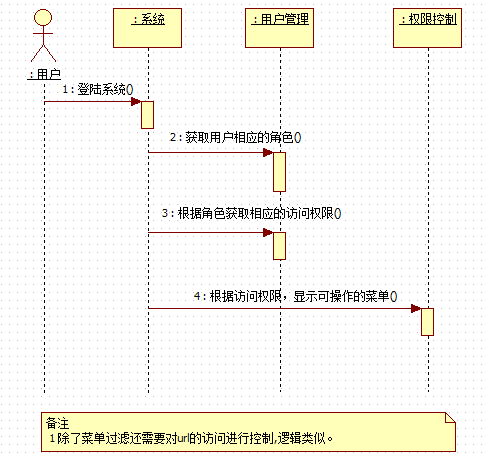 :系统
:用户管理
:权限控制
:用户
1:登陆系统()
2:获取用户相应的角色()
3:根据角色获取相应的访问权限()
4:根据访问权限，显示可操作的菜单()
备注
1除了菜单过滤还需要对url的访问进行控制,逻辑类似。